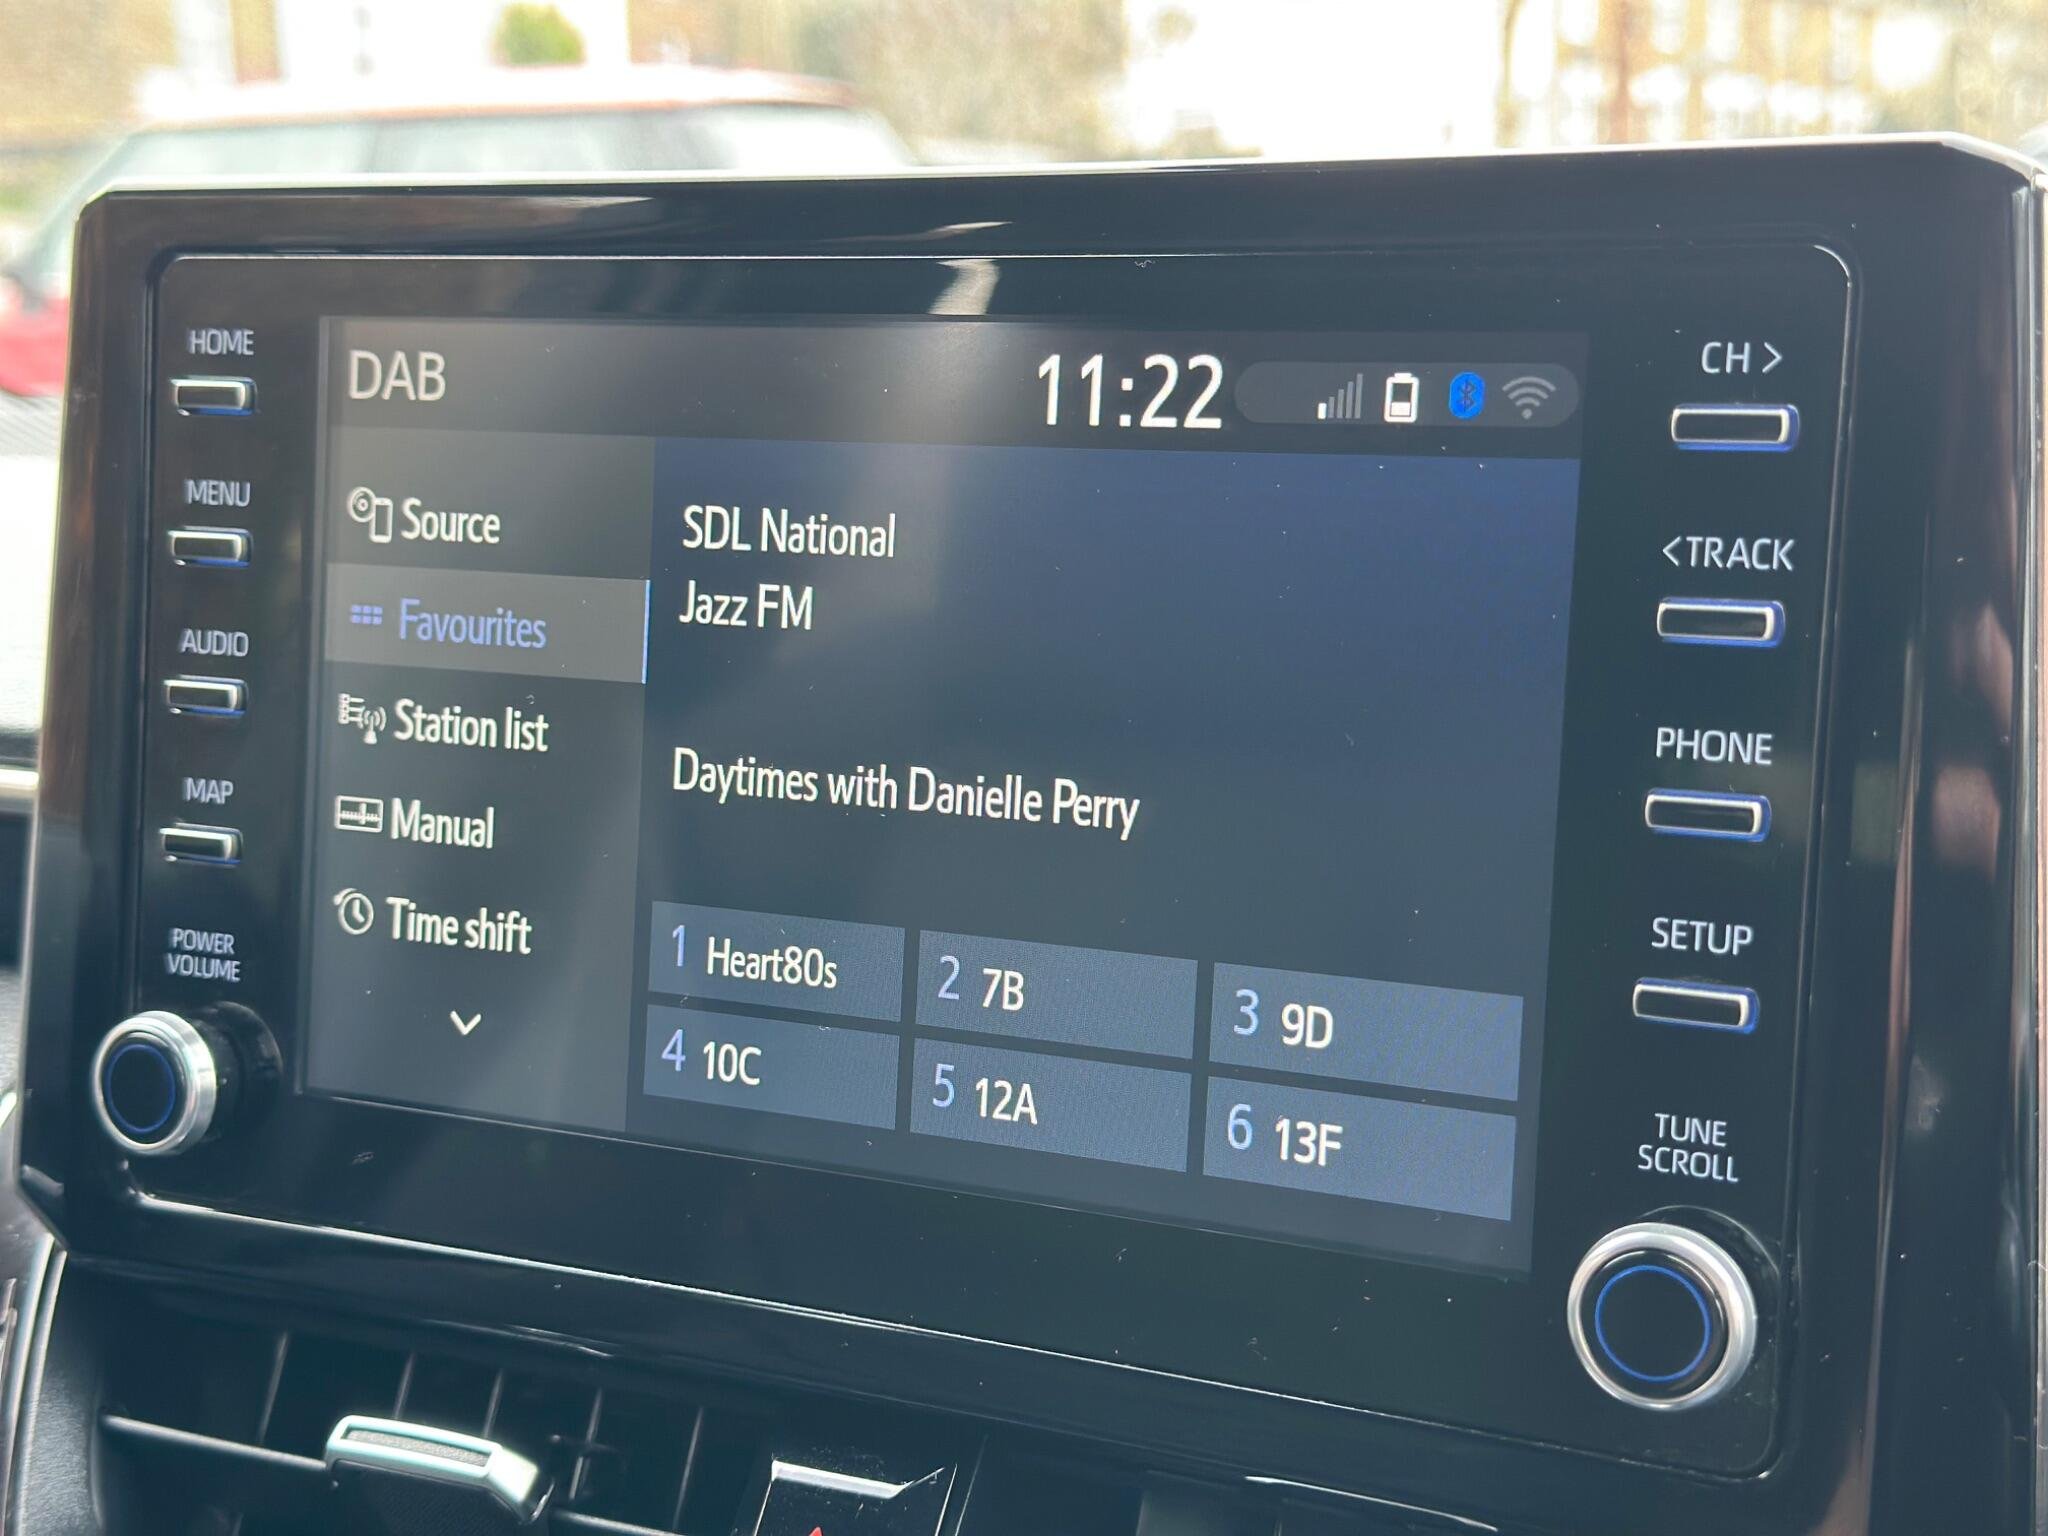 HOME
MENU
AUDIO
MAP
POWER
VOLUME
DAB
11:22
Source
Favourites
Station list
Manual
Time shift
SDL National
Jazz FM
Daytimes with Danielle Perry
1 Heart80s
2 7B
3 9D
4 10C
5 12A
6 13F
CH >
<TRACK
PHONE
SETUP
TUNE
SCROLL